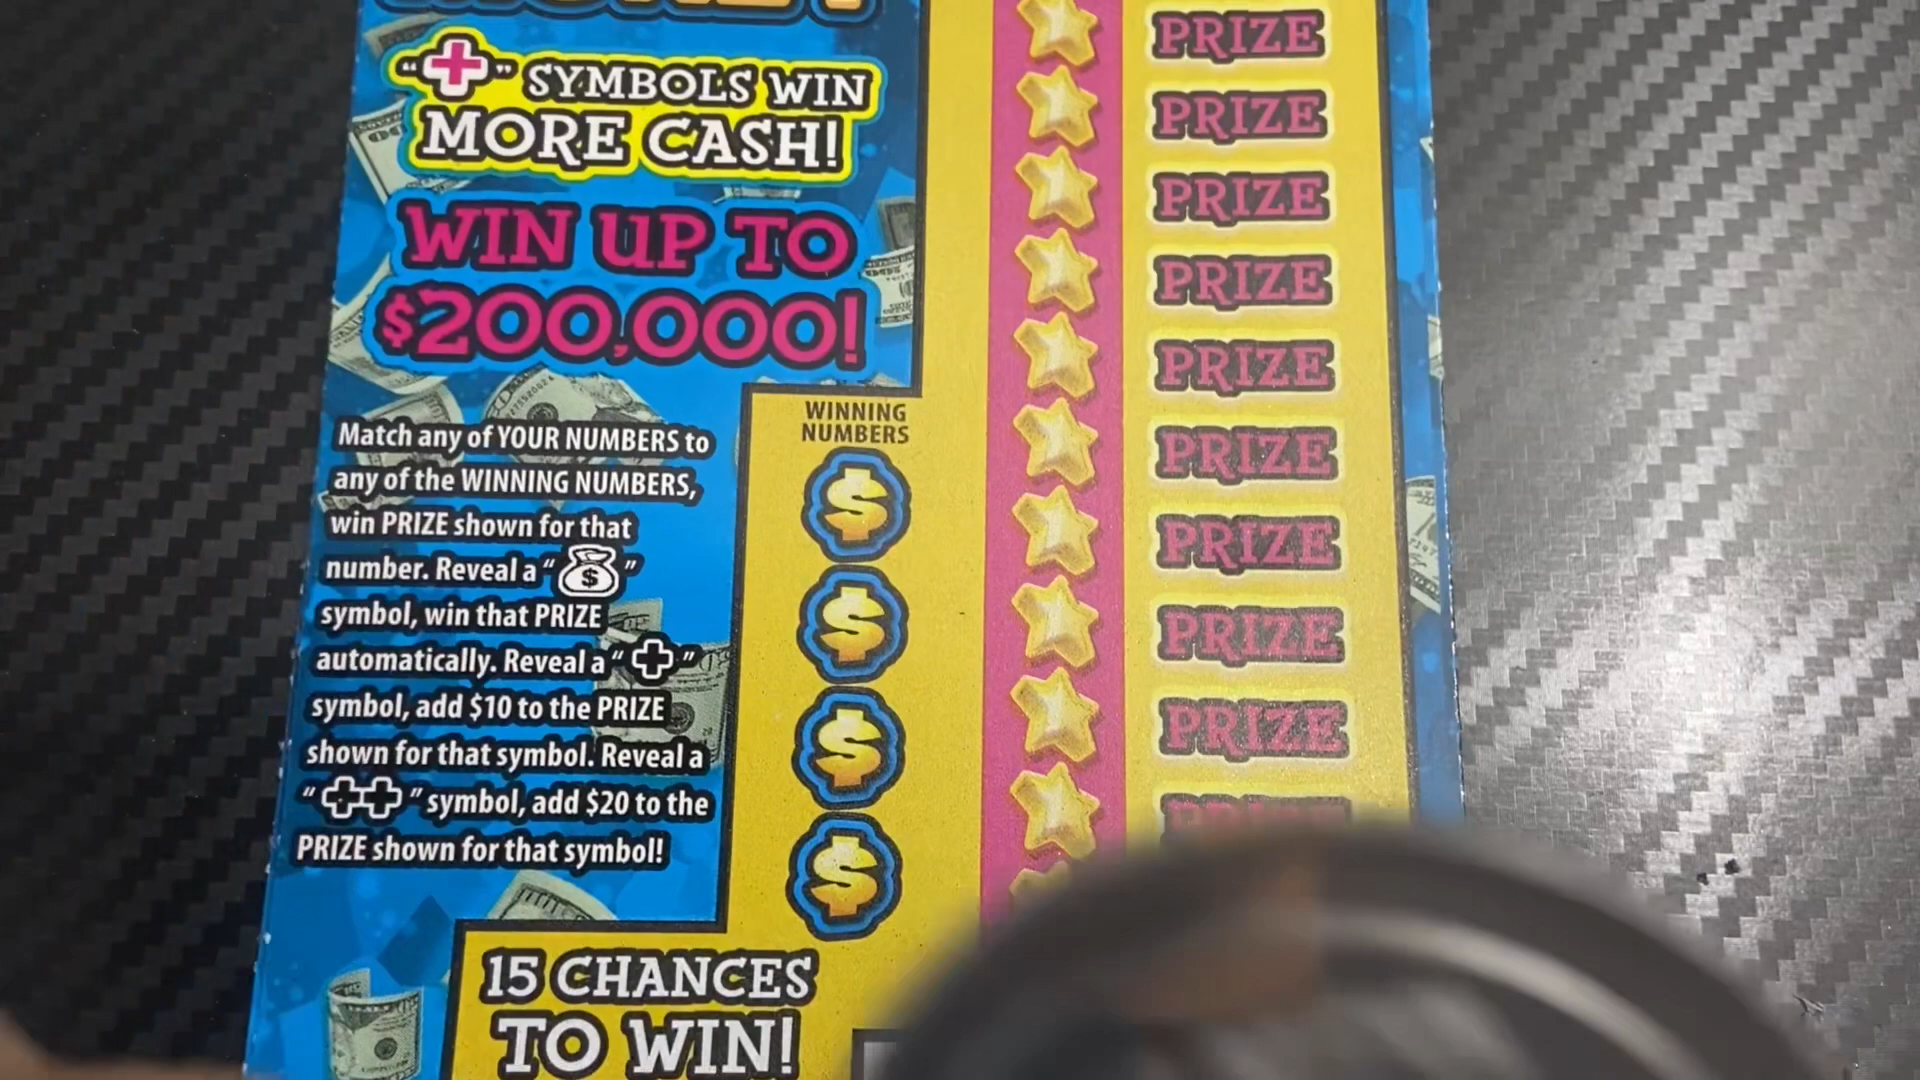 "+" SYMBOLS WIN
MORE CASH!
WIN UP TO
$200,000!
Match any of YOUR NUMBERS to
any of the WINNING NUMBERS,
win PRIZE shown for that
number. Reveal a " $ "
symbol, win that PRIZE
automatically. Reveal a "+"
symbol, add $10 to the PRIZE
shown for that symbol. Reveal a
"++" symbol, add $20 to the
PRIZE shown for that symbol!
WINNING
NUMBERS
$
$
$
$
15 CHANCES
TO WIN!
PRIZE
PRIZE
PRIZE
PRIZE
PRIZE
PRIZE
PRIZE
PRIZE
PRIZE